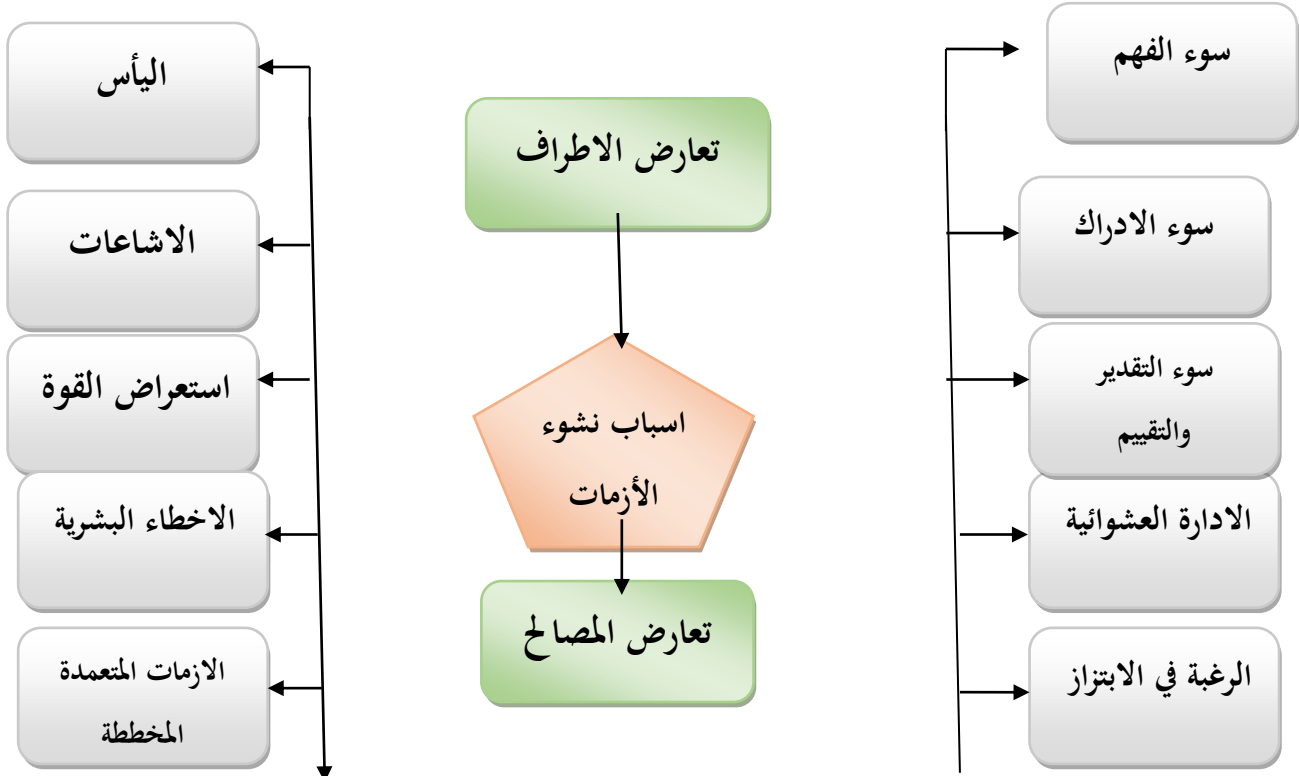 سوء الفهم
سوء الادراك
سوء التقدير
والتقييم
الادارة العشوائية
الرغبة في الابتزاز
تعارض الاطراف
اسباب نشوء
الأزمات
تعارض المصالح
اليأس
الاشاعات
استعراض القوة
الاخطاء البشرية
الازمات المتعمدة
المخططة